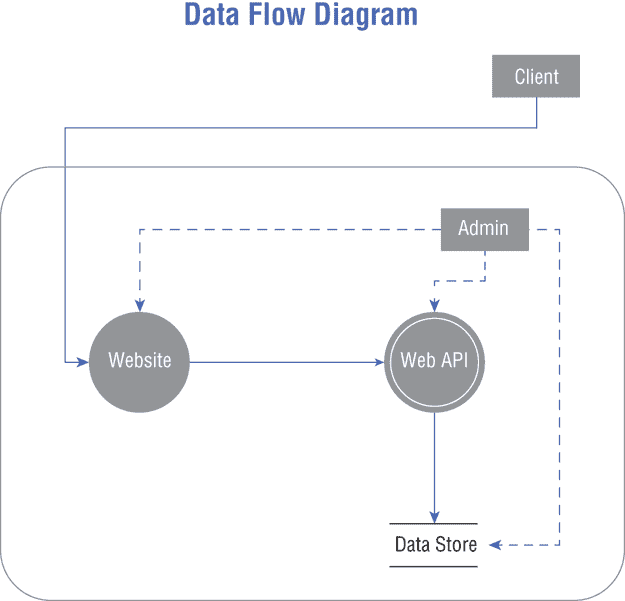 Data Flow Diagram
Client
Admin
Website
Web API
Data Store